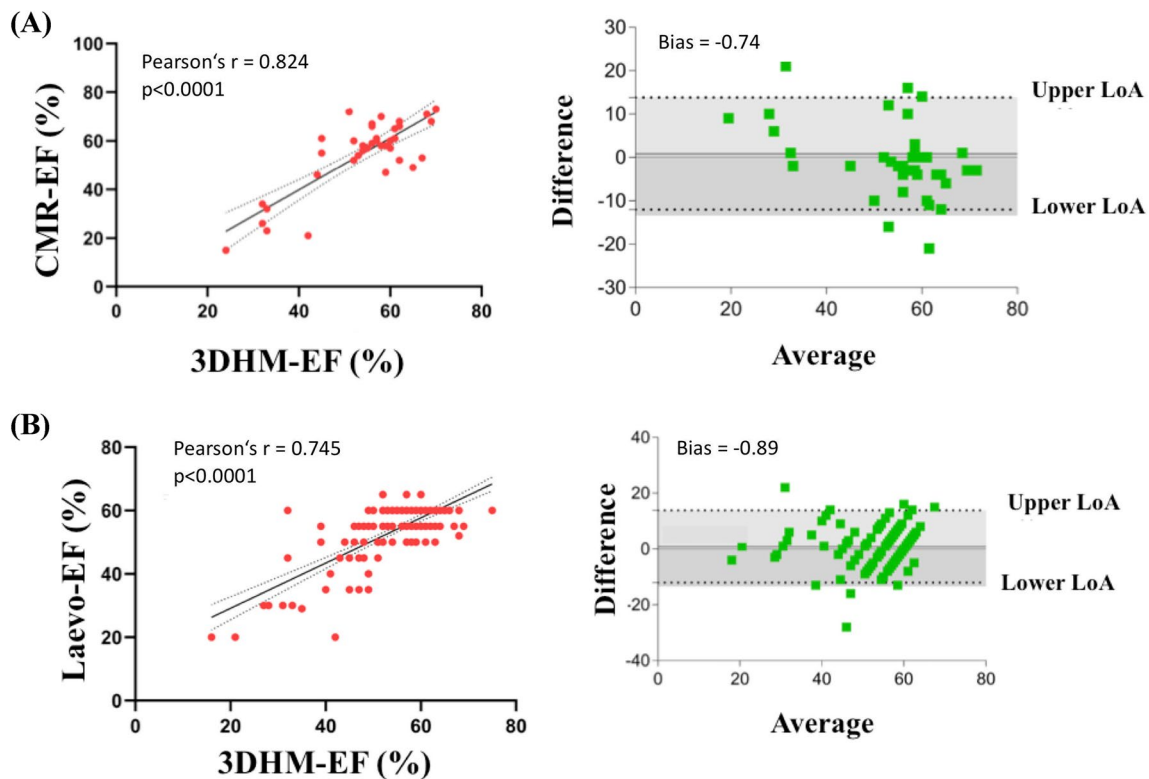 (A)
Pearson‘s r = 0.824
p<0.0001
CMR-EF (%)
100
80
60
40
20
0
0 20 40 60 80
3DHM-EF (%)
Bias = -0.74
Difference
30
20
10
0
-10
-20
-30
0 20 40 60 80
Average
Upper LoA
Lower LoA
(B)
Pearson‘s r = 0.745
p<0.0001
Laevo-EF (%)
80
60
40
20
0
0 20 40 60 80
3DHM-EF (%)
Bias = -0.89
Difference
40
20
0
-20
-40
0 20 40 60 80
Average
Upper LoA
Lower LoA